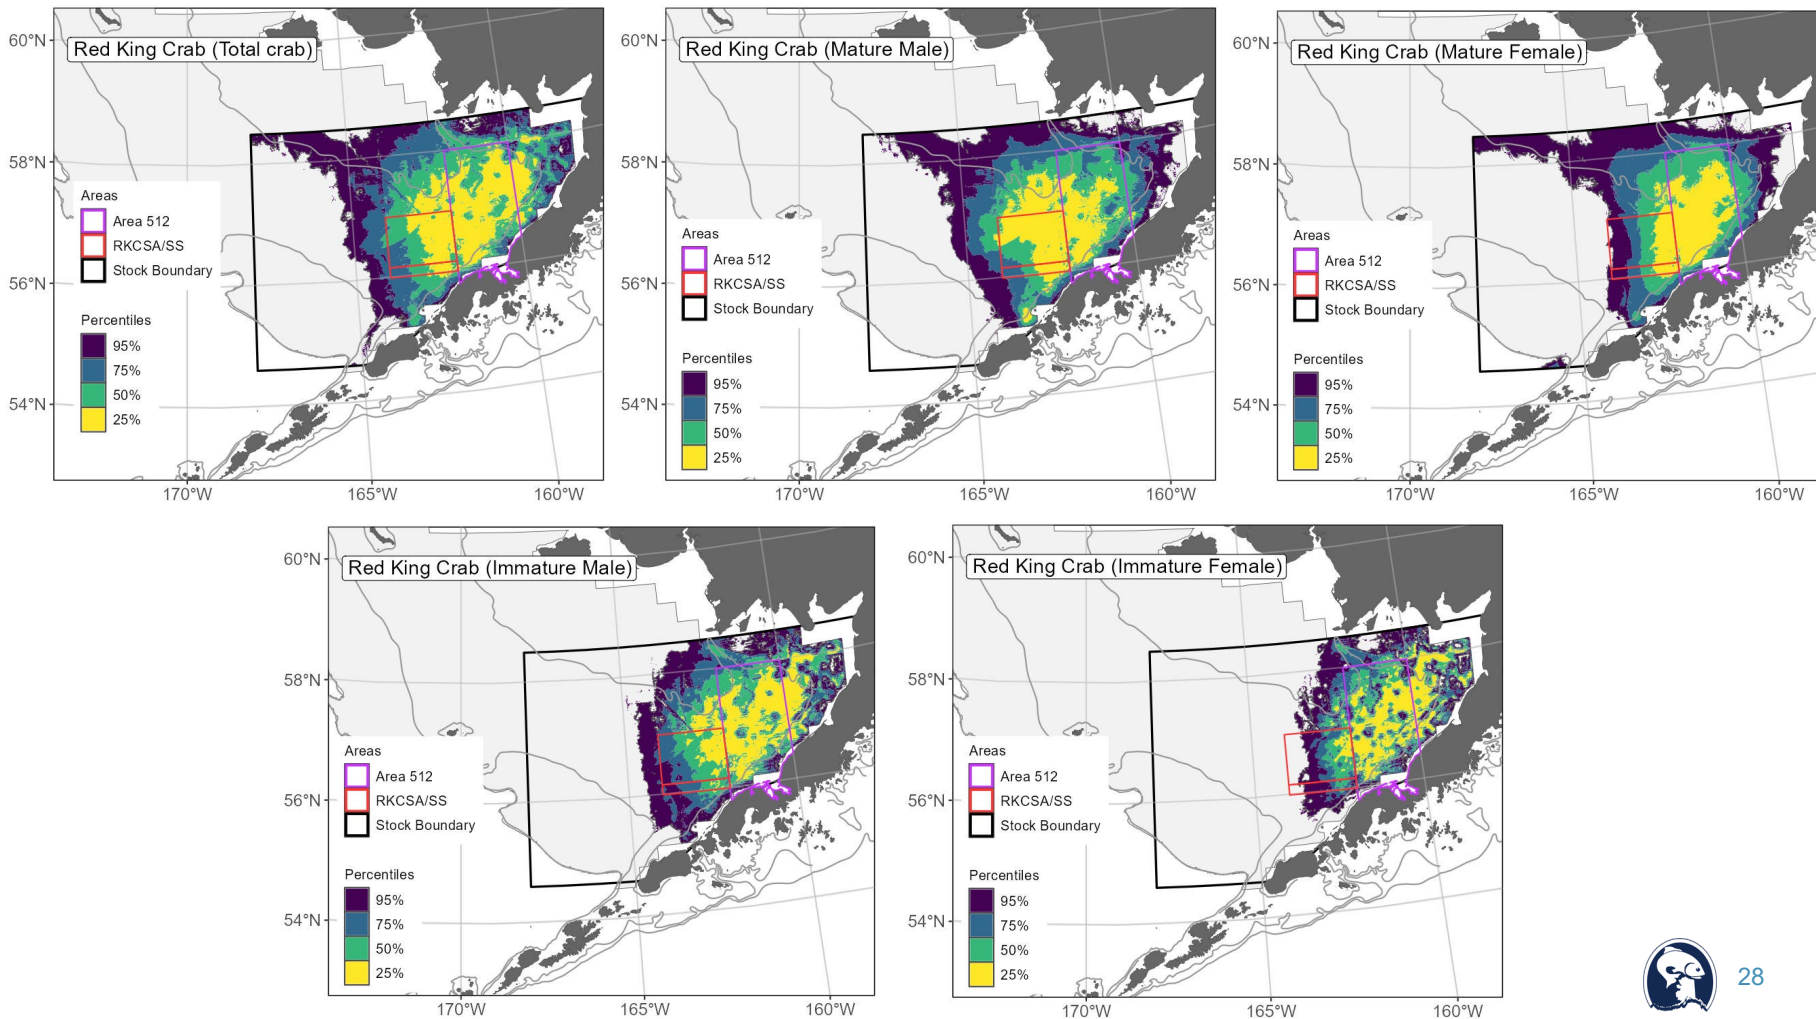 Red King Crab (Total crab)
60°N
58°N
56°N
54°N
Areas
Area 512
RKCSA/SS
Stock Boundary
Percentiles
95%
75%
50%
25%
170°W
165°W
160°W
Red King Crab (Mature Male)
60°N
58°N
56°N
54°N
Areas
Area 512
RKCSA/SS
Stock Boundary
Percentiles
95%
75%
50%
25%
170°W
165°W
160°W
Red King Crab (Mature Female)
60°N
58°N
56°N
54°N
Areas
Area 512
RKCSA/SS
Stock Boundary
Percentiles
95%
75%
50%
25%
170°W
165°W
160°W
Red King Crab (Immature Male)
60°N
58°N
56°N
54°N
Areas
Area 512
RKCSA/SS
Stock Boundary
Percentiles
95%
75%
50%
25%
170°W
165°W
160°W
Red King Crab (Immature Female)
60°N
58°N
56°N
54°N
Areas
Area 512
RKCSA/SS
Stock Boundary
Percentiles
95%
75%
50%
25%
170°W
165°W
160°W
28